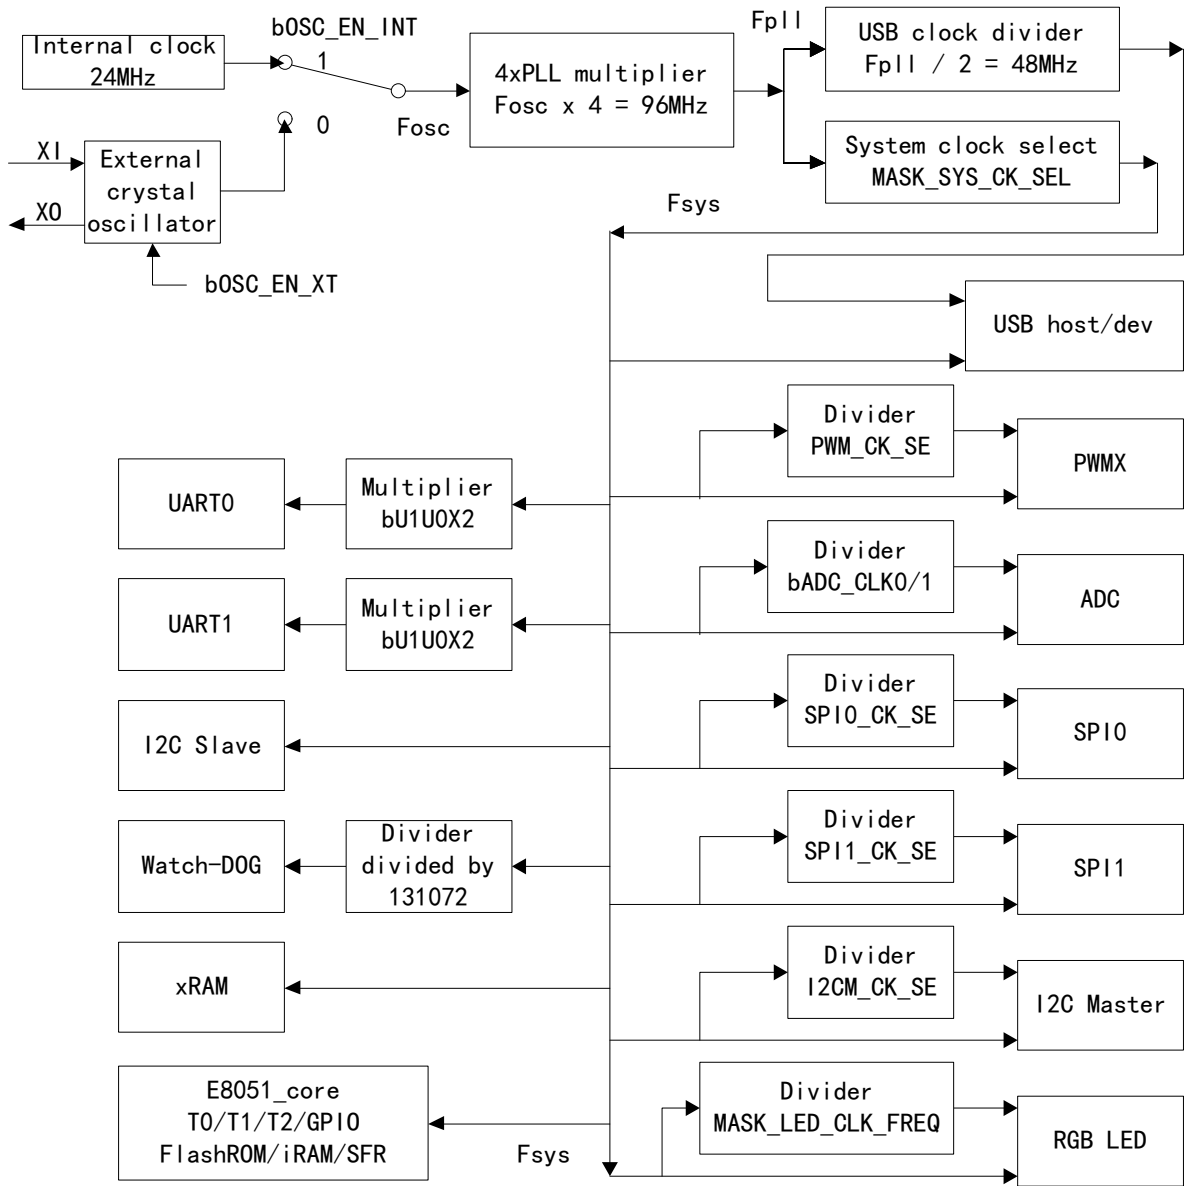 bOSC_EN_INT
Internal clock
24MHz
1
0
Fosc
4xPLL multiplier
Fosc x 4 = 96MHz
Fpll
USB clock divider
Fpll / 2 = 48MHz
System clock select
MASK_SYS_CK_SEL
XI
XO
External
crystal
oscillator
bOSC_EN_XT
Fsys
USB host/dev
Divider
PWM_CK_SE
PWMX
UART0
Multiplier
bU1U0X2
Divider
bADC_CLK0/1
ADC
UART1
Multiplier
bU1U0X2
Divider
SPI0_CK_SE
SPI0
I2C Slave
Divider
SPI1_CK_SE
SPI1
Watch-DOG
Divider
divided by
131072
Divider
I2CM_CK_SE
I2C Master
xRAM
E8051_core
T0/T1/T2/GPIO
FlashROM/iRAM/SFR
Fsys
Divider
MASK_LED_CLK_FREQ
RGB LED